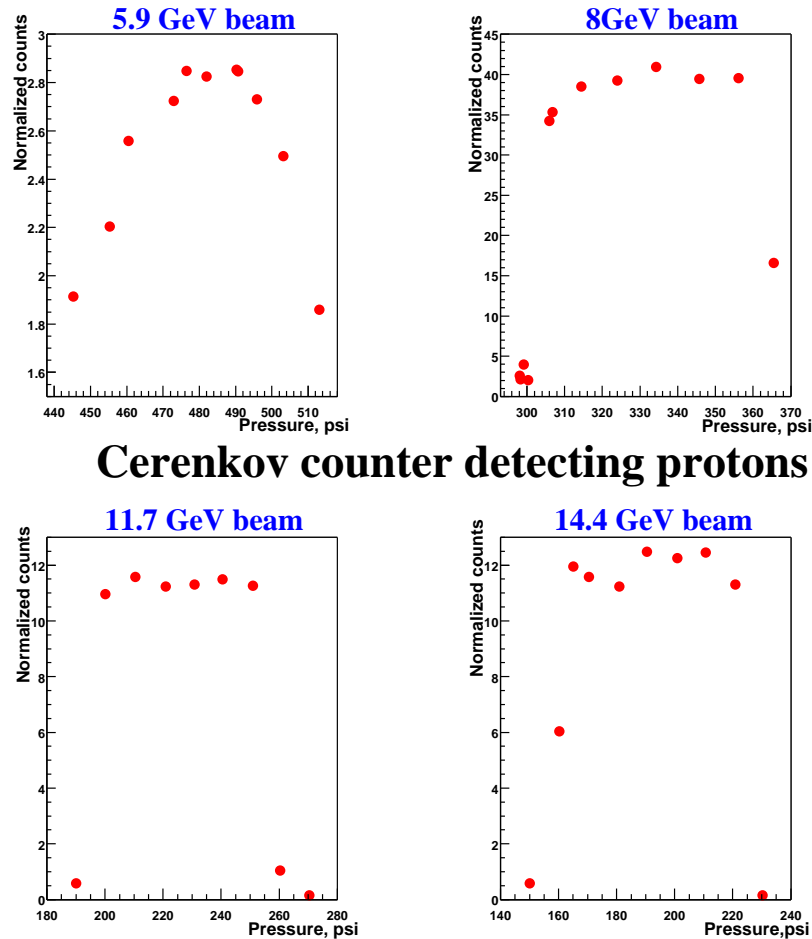 5.9 GeV beam
Normalized counts
3
2.8
2.6
2.4
2.2
2
1.8
1.6
440 450 460 470 480 490 500 510
Pressure, psi
8GeV beam
Normalized counts
45
40
35
30
25
20
15
10
5
0
300 310 320 330 340 350 360 370
Pressure, psi
Cerenkov counter detecting protons
11.7 GeV beam
Normalized counts
12
10
8
6
4
2
0
180 200 220 240 260 280
Pressure, psi
14.4 GeV beam
Normalized counts
12
10
8
6
4
2
0
140 160 180 200 220 240
Pressure,psi